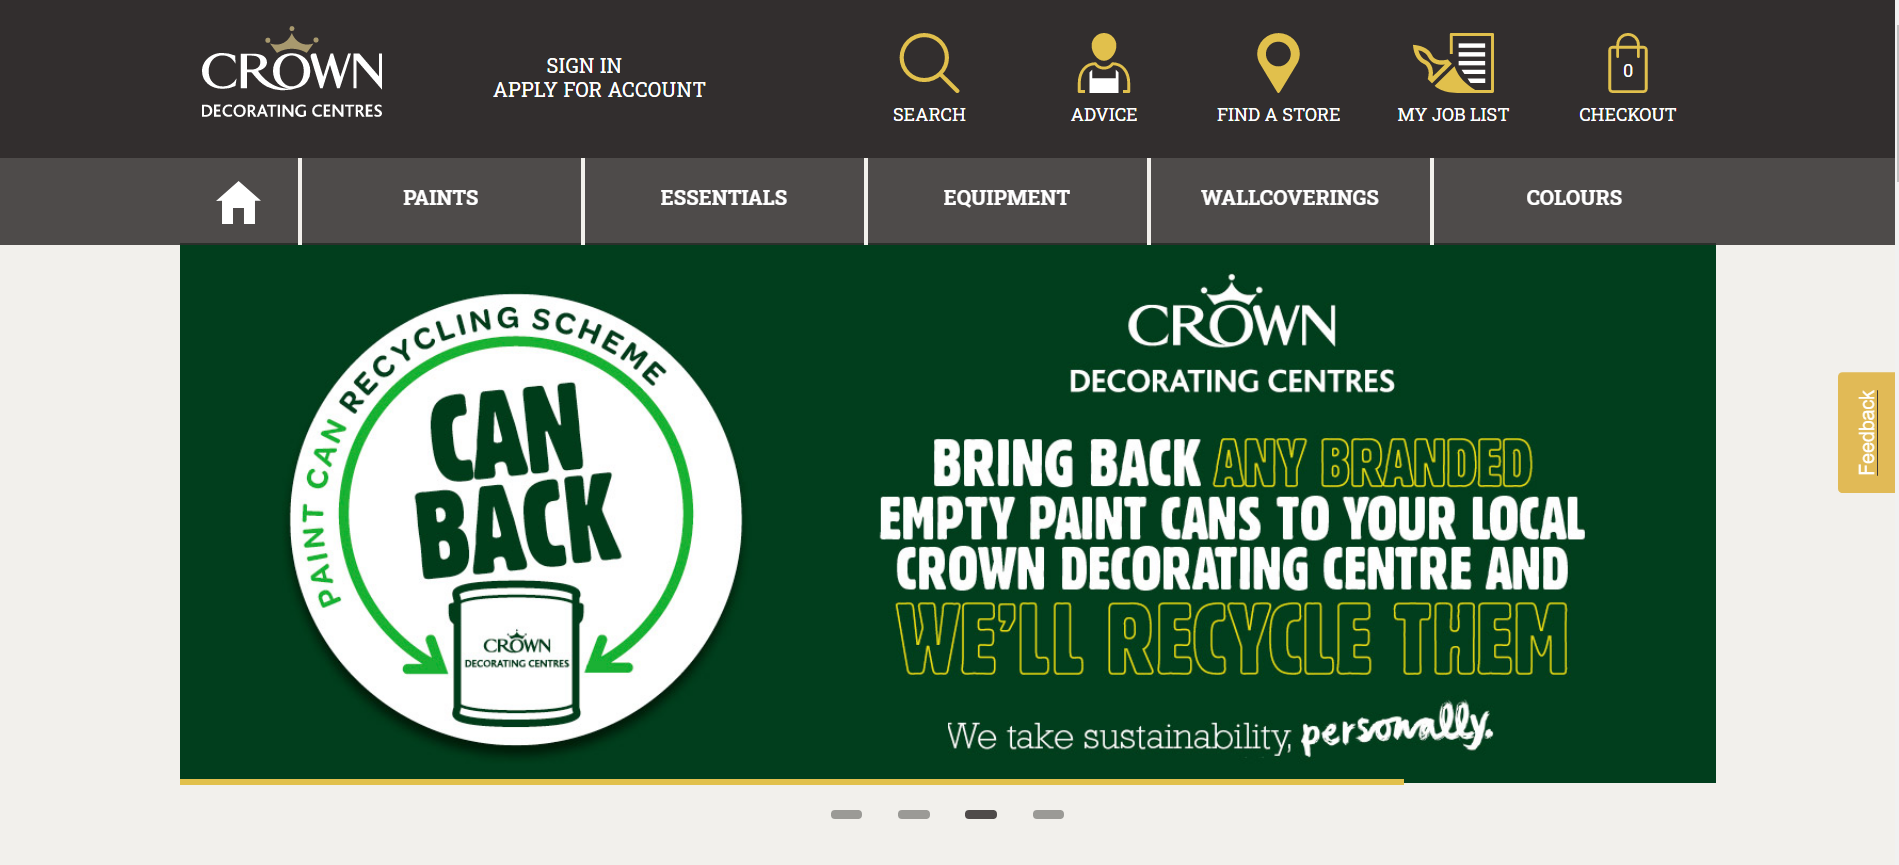 CROWN
DECORATING CENTRES
SIGN IN
APPLY FOR ACCOUNT
SEARCH
ADVICE
FIND A STORE
MY JOB LIST
0
CHECKOUT
PAINTS
ESSENTIALS
EQUIPMENT
WALLCOVERINGS
COLOURS
PAINT CAN RECYCLING SCHEME
CAN
BACK
CROWN
DECORATING CENTRES
CROWN
DECORATING CENTRES
BRING BACK ANY BRANDED
EMPTY PAINT CANS TO YOUR LOCAL
CROWN DECORATING CENTRE AND
WE'LL RECYCLE THEM
We take sustainability, personally.
Feedback